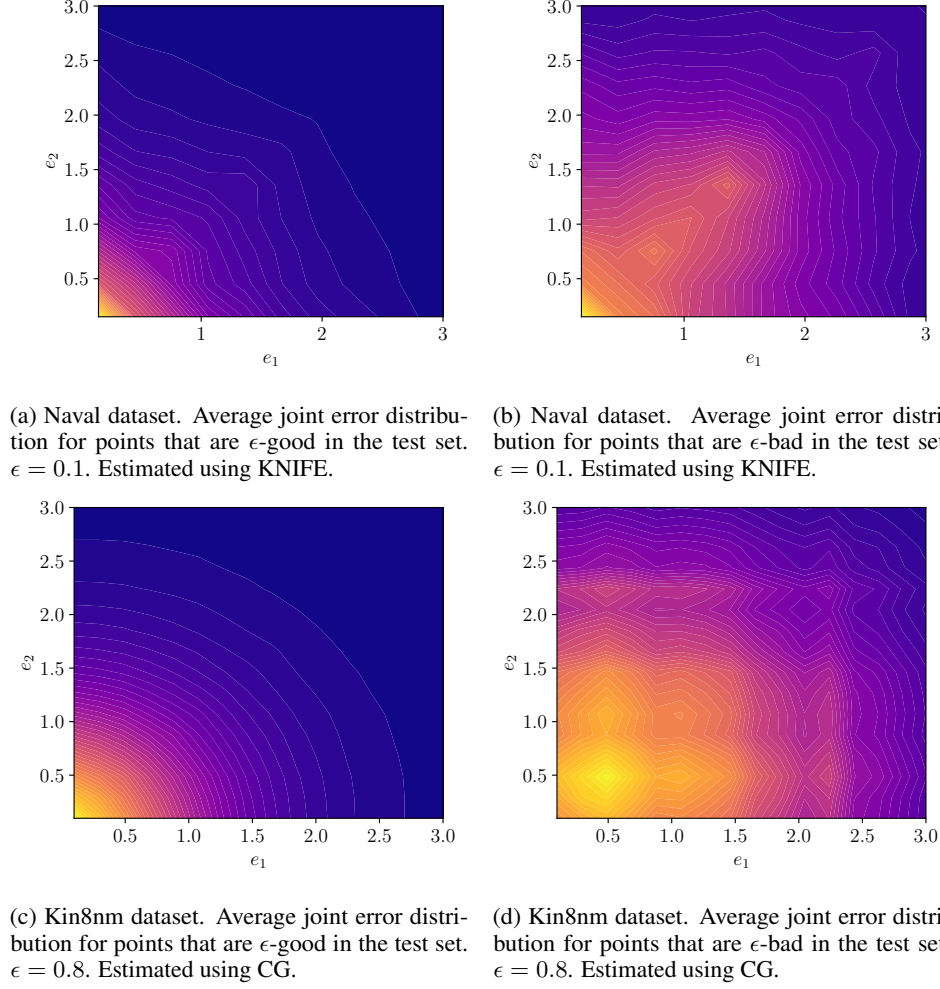 3.0
2.5
2.0
1.5
1.0
0.5
e₂
1 2 3
e₁
3.0
2.5
2.0
1.5
1.0
0.5
e₂
1 2 3
e₁
(a) Naval dataset. Average joint error distribu-
tion for points that are ϵ-good in the test set.
ϵ = 0.1. Estimated using KNIFE.
(b) Naval dataset. Average joint error distri
bution for points that are ϵ-bad in the test set
ϵ = 0.1. Estimated using KNIFE.
3.0
2.5
2.0
1.5
1.0
0.5
e₂
0.5 1.0 1.5 2.0 2.5 3.0
e₁
3.0
2.5
2.0
1.5
1.0
0.5
e₂
0.5 1.0 1.5 2.0 2.5 3.0
e₁
(c) Kin8nm dataset. Average joint error distri-
bution for points that are ϵ-good in the test set.
ϵ = 0.8. Estimated using CG.
(d) Kin8nm dataset. Average joint error distri
bution for points that are ϵ-bad in the test set
ϵ = 0.8. Estimated using CG.